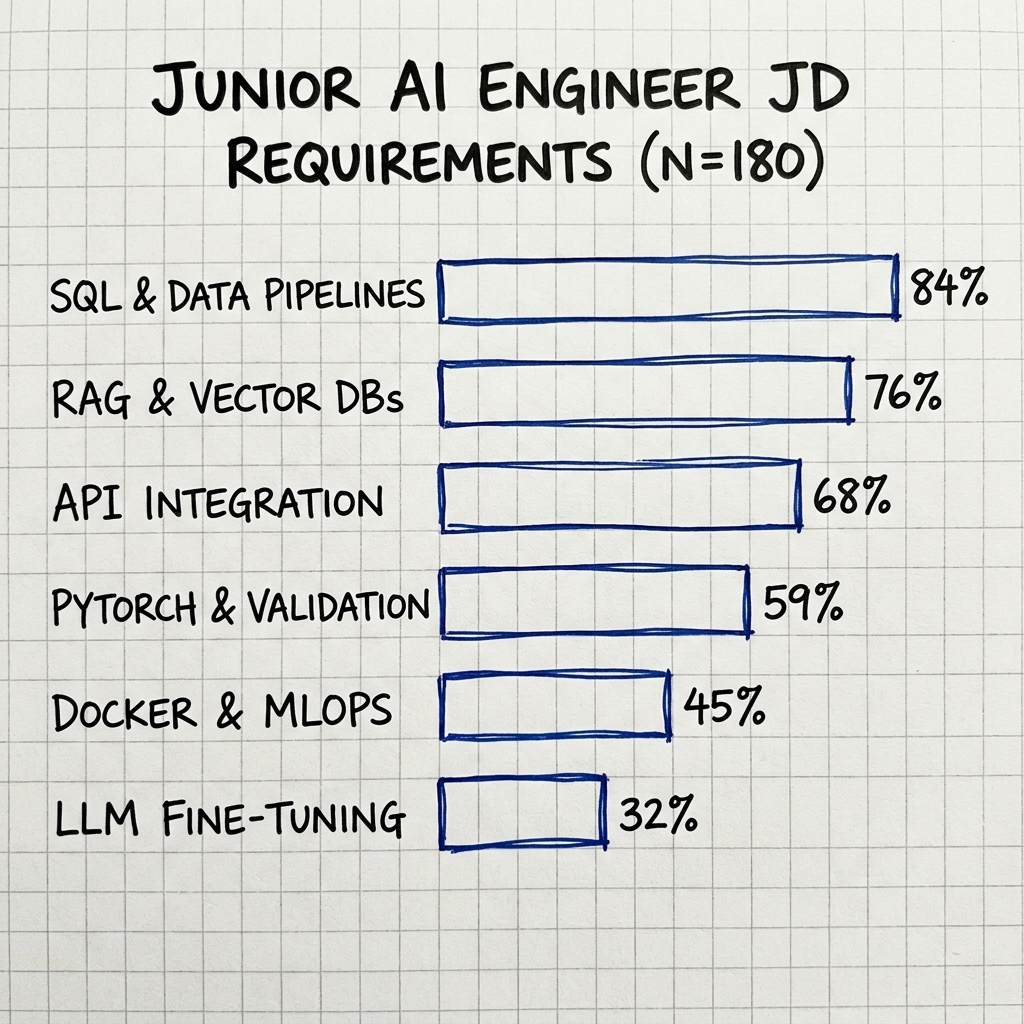 JUNIOR AI ENGINEER JD
REQUIREMENTS (N=180)
SQL & DATA PIPELINES 84%
RAG & VECTOR DBs 76%
API INTEGRATION 68%
PYTORCH & VALIDATION 59%
DOCKER & MLOPS 45%
LLM FINE-TUNING 32%